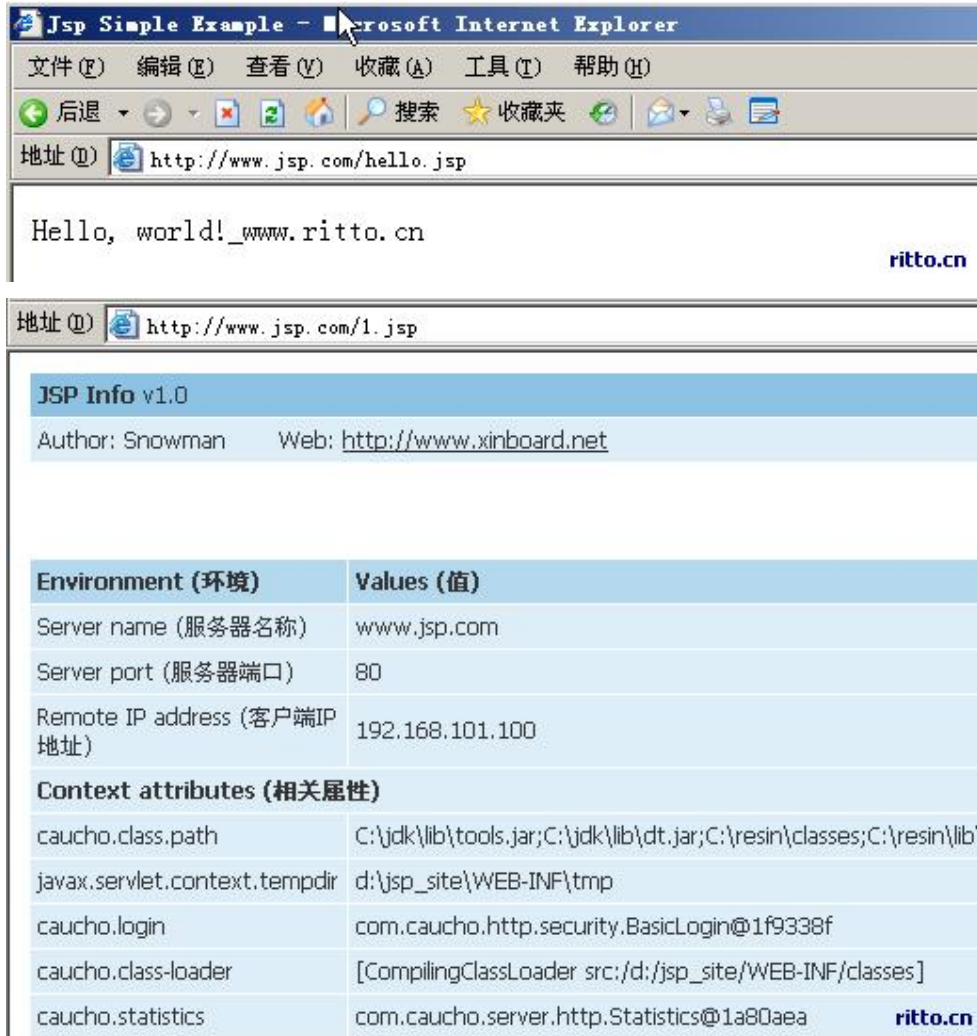 Jsp Simple Example - Microsoft Internet Explorer
文件(F) 编辑(E) 查看(V) 收藏(A) 工具(T) 帮助(H)
后退 搜索 收藏夹
地址(D) http://www.jsp.com/hello.jsp
Hello, world!_www.ritto.cn
ritto.cn
地址(D) http://www.jsp.com/1.jsp
JSP Info v1.0
Author: Snowman Web: http://www.xinboard.net
Environment (环境) Values (值)
Server name (服务器名称) www.jsp.com
Server port (服务器端口) 80
Remote IP address (客户端IP
地址) 192.168.101.100
Context attributes (相关属性)
caucho.class.path C:\jdk\lib\tools.jar;C:\jdk\lib\dt.jar;C:\resin\classes;C:\resin\lib\
javax.servlet.context.tempdir d:\jsp_site\WEB-INF\tmp
caucho.login com.caucho.http.security.BasicLogin@1f9338f
caucho.class-loader [CompilingClassLoader src:/d:/jsp_site/WEB-INF/classes]
caucho.statistics com.caucho.server.http.Statistics@1a80aea
ritto.cn